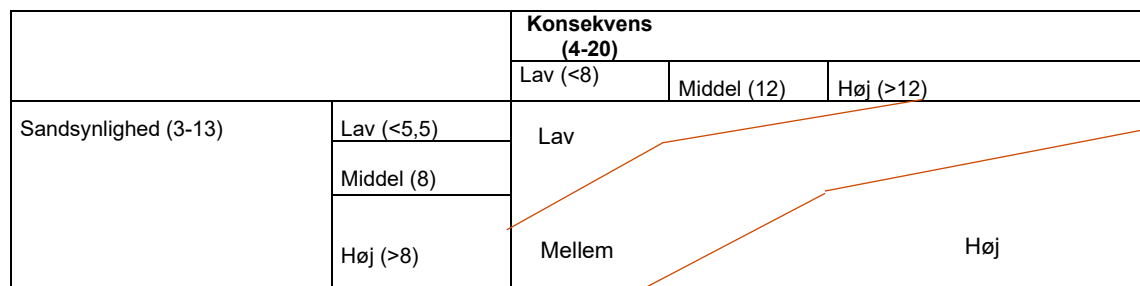 Konsekvens
(4-20)
Lav (<8)
Middel (12)
Høj (>12)
Sandsynlighed (3-13)
Lav (<5,5)
Lav
Middel (8)
Høj (>8)
Mellem
Høj